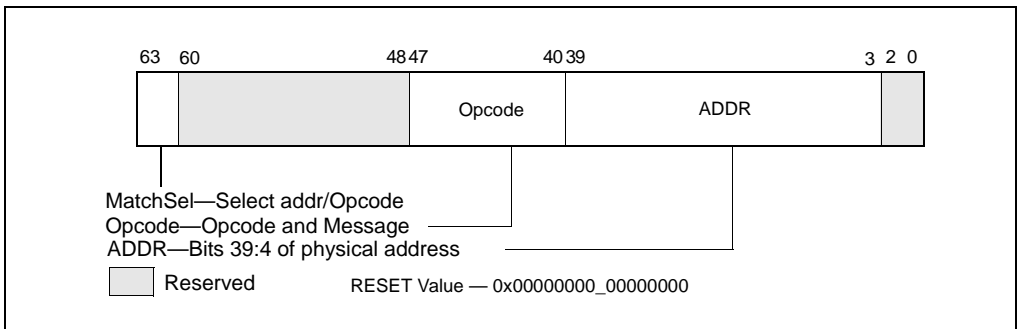 63 60 48 47 40 39 3 2 0
Opcode ADDR
MatchSel—Select addr/Opcode
Opcode—Opcode and Message
ADDR—Bits 39:4 of physical address
Reserved RESET Value — 0x00000000_00000000